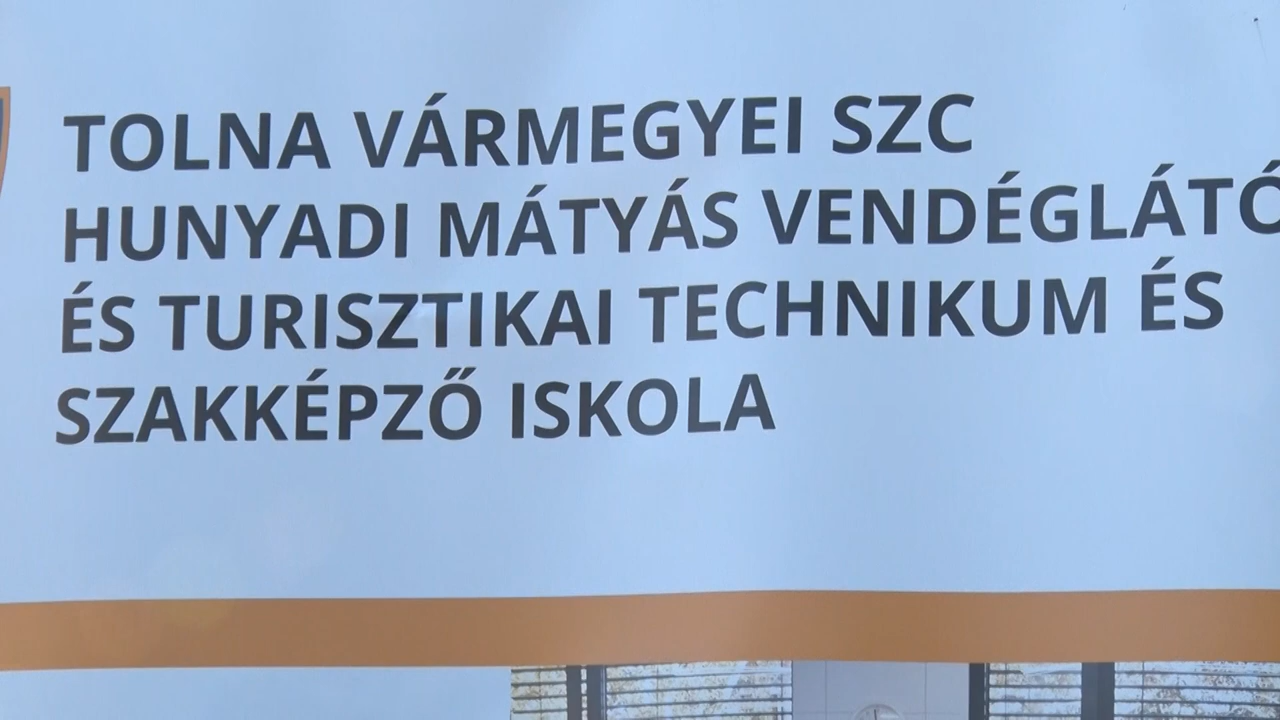 TOLNA VÁRMEGYEI SZC
HUNYADI MÁTYÁS VENDÉGLÁTÓ
ÉS TURISZTIKAI TECHNIKUM ÉS
SZAKKÉPZŐ ISKOLA